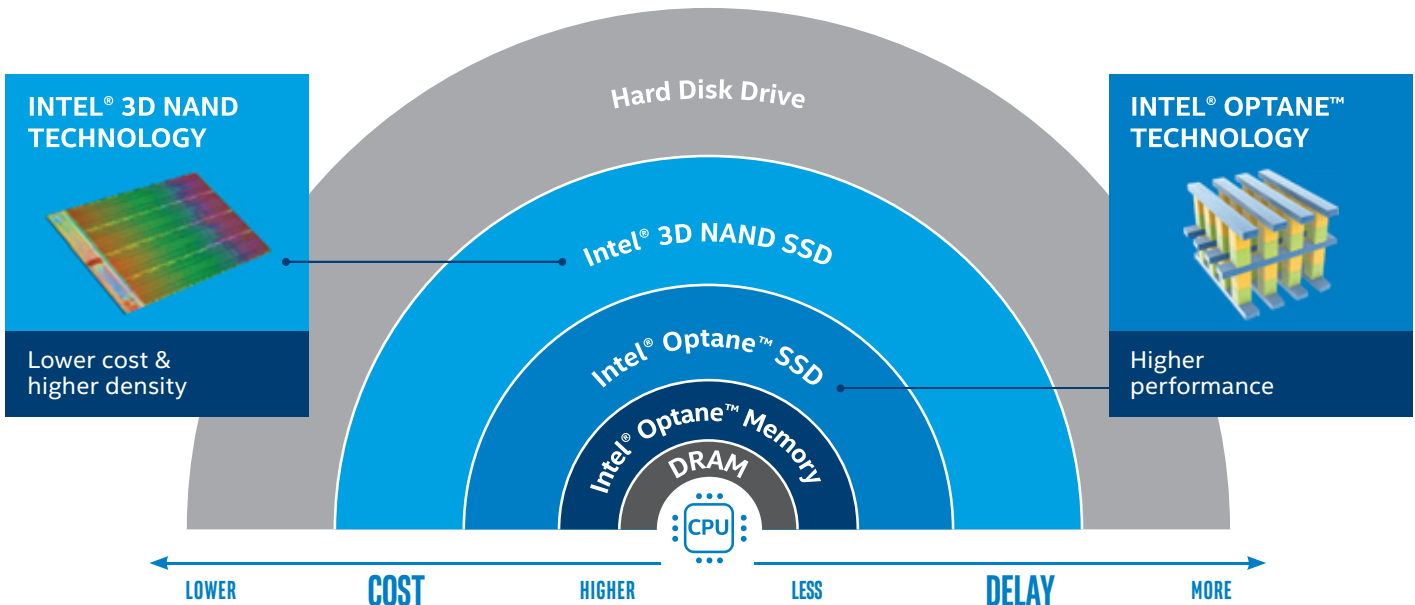 Hard Disk Drive
INTEL® 3D NAND
TECHNOLOGY
Lower cost &
higher density
INTEL® OPTANE™
TECHNOLOGY
Higher
performance
Intel® 3D NAND SSD
Intel® Optane™ SSD
Intel® Optane™ Memory
DRAM
CPU
LOWER COST HIGHER LESS DELAY MORE